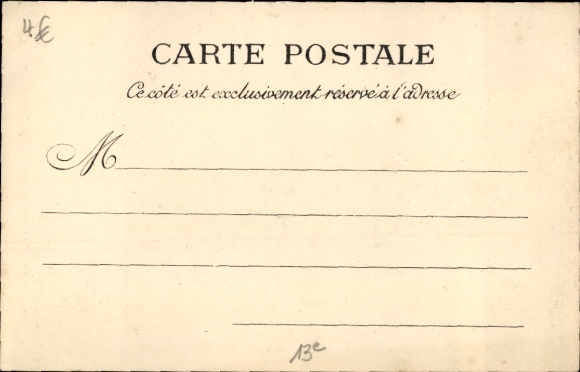 4€
CARTE POSTALE
Ce côté est exclusivement réservé à l'adresse
M
13e